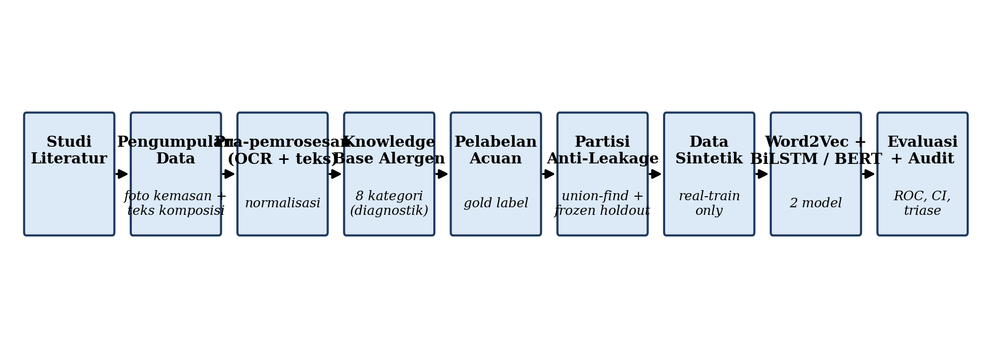 Studi
Literatur
Pengumpulan
Data
foto kemasan +
teks komposisi
Pra-pemrosesan
(OCR + teks)
normalisasi
Knowledge
Base Alergen
8 kategori
(diagnostik)
Pelabelan
Acuan
gold label
Partisi
Anti-Leakage
union-find +
frozen holdout
Data
Sintetik
real-train
only
Word2Vec +
BiLSTM / BERT
2 model
Evaluasi
+ Audit
ROC, CI,
triase